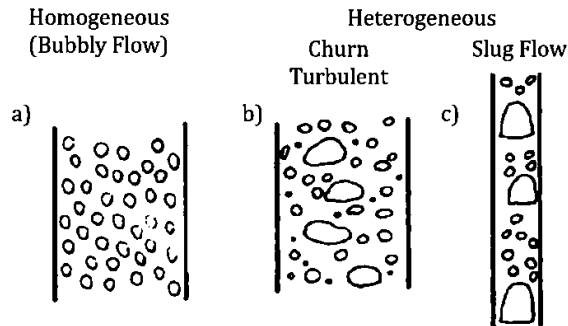 Homogeneous
(Bubbly Flow)
Heterogeneous
Churn
Turbulent
Slug Flow
a)
b)
c)